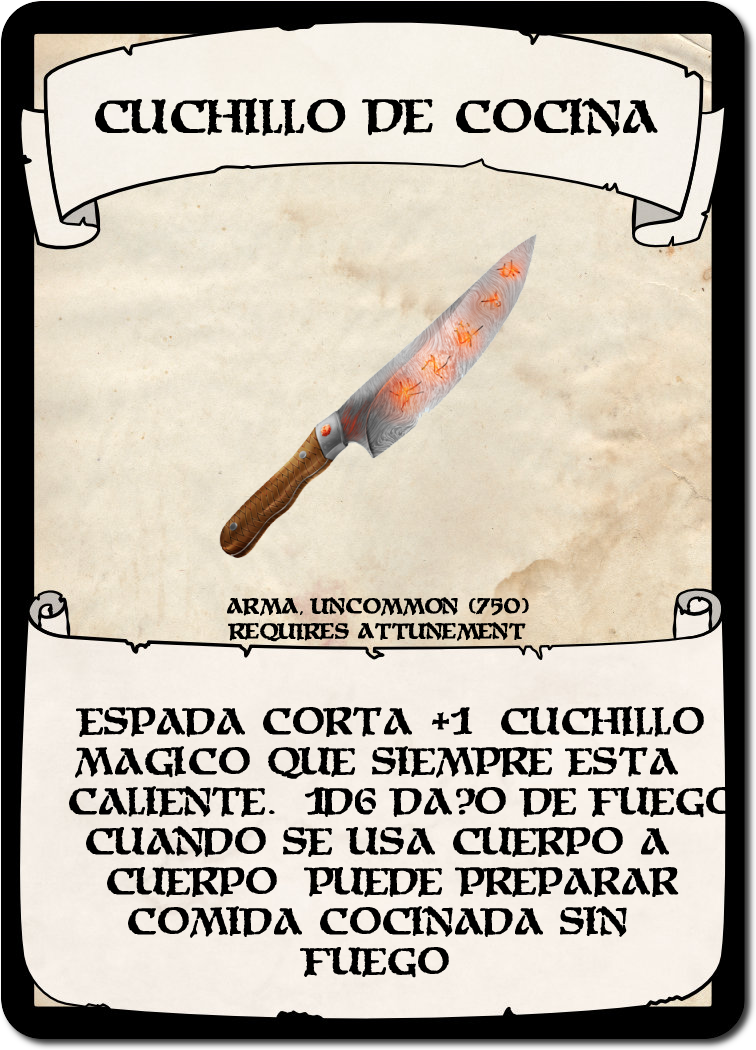 CUCHILLO DE COCINA
ARMA, UNCOMMON (750)
REQUIRES ATTUNEMENT
ESPADA CORTA +1 CUCHILLO
MAGICO QUE SIEMPRE ESTA
CALIENTE. 1D6 DA?O DE FUEGO
CUANDO SE USA CUERPO A
CUERPO PUEDE PREPARAR
COMIDA COCINADA SIN
FUEGO